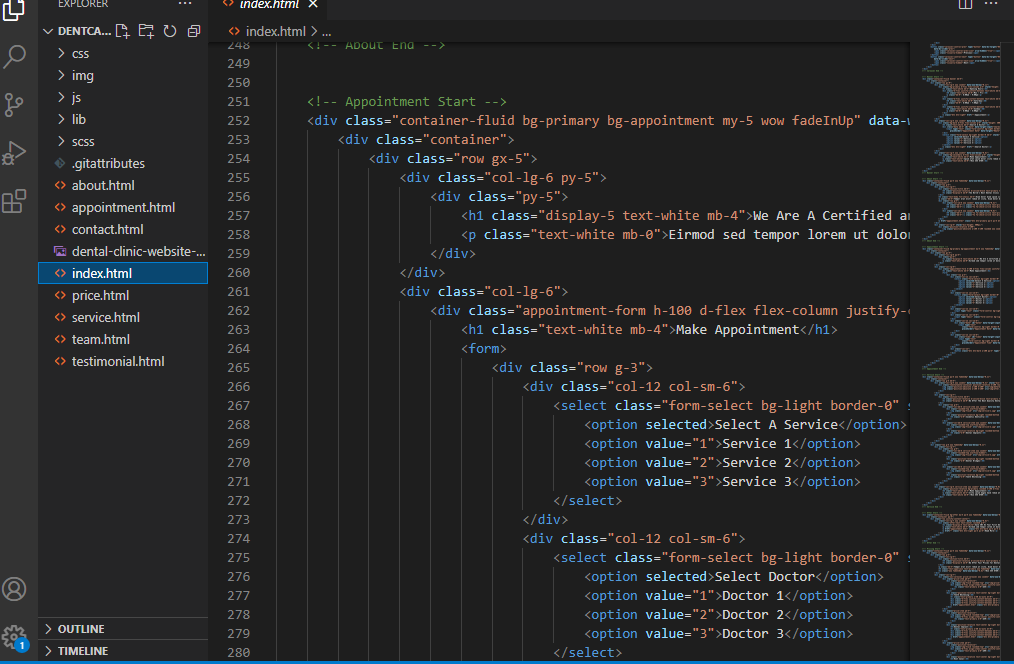 EXPLORER
index.html
DENTCA...
index.html > ...
css
img
js
lib
scss
.gitattributes
about.html
appointment.html
contact.html
dental-clinic-website-...
index.html
price.html
service.html
team.html
testimonial.html
OUTLINE
TIMELINE
1
248 <!-- About End -->
249
250
251 <!-- Appointment Start -->
252 <div class="container-fluid bg-primary bg-appointment my-5 wow fadeInUp" data-
253 <div class="container">
254 <div class="row gx-5">
255 <div class="col-lg-6 py-5">
256 <div class="py-5">
257 <h1 class="display-5 text-white mb-4">We Are A Certified
258 <p class="text-white mb-0">Eirmod sed tempor lorem ut
259 </div>
260 </div>
261 <div class="col-lg-6">
262 <div class="appointment-form h-100 d-flex flex-column justify-
263 <h1 class="text-white mb-4">Make Appointment</h1>
264 <form>
265 <div class="row g-3">
266 <div class="col-12 col-sm-6">
267 <select class="form-select bg-light border-0"
268 <option selected>Select A Service</option>
269 <option value="1">Service 1</option>
270 <option value="2">Service 2</option>
271 <option value="3">Service 3</option>
272 </select>
273 </div>
274 <div class="col-12 col-sm-6">
275 <select class="form-select bg-light border-0"
276 <option selected>Select Doctor</option>
277 <option value="1">Doctor 1</option>
278 <option value="2">Doctor 2</option>
279 <option value="3">Doctor 3</option>
280 </select>